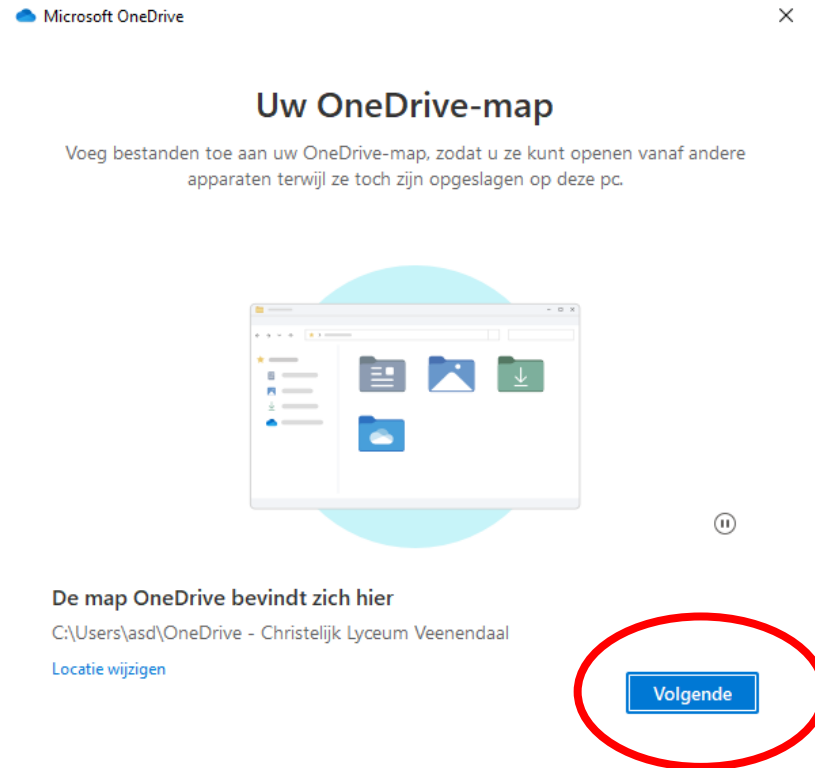 Microsoft OneDrive
Uw OneDrive-map
Voeg bestanden toe aan uw OneDrive-map, zodat u ze kunt openen vanaf andere
apparaten terwijl ze toch zijn opgeslagen op deze pc.
De map OneDrive bevindt zich hier
C:\Users\asd\OneDrive - Christelijk Lyceum Veenendaal
Locatie wijzigen
Volgende